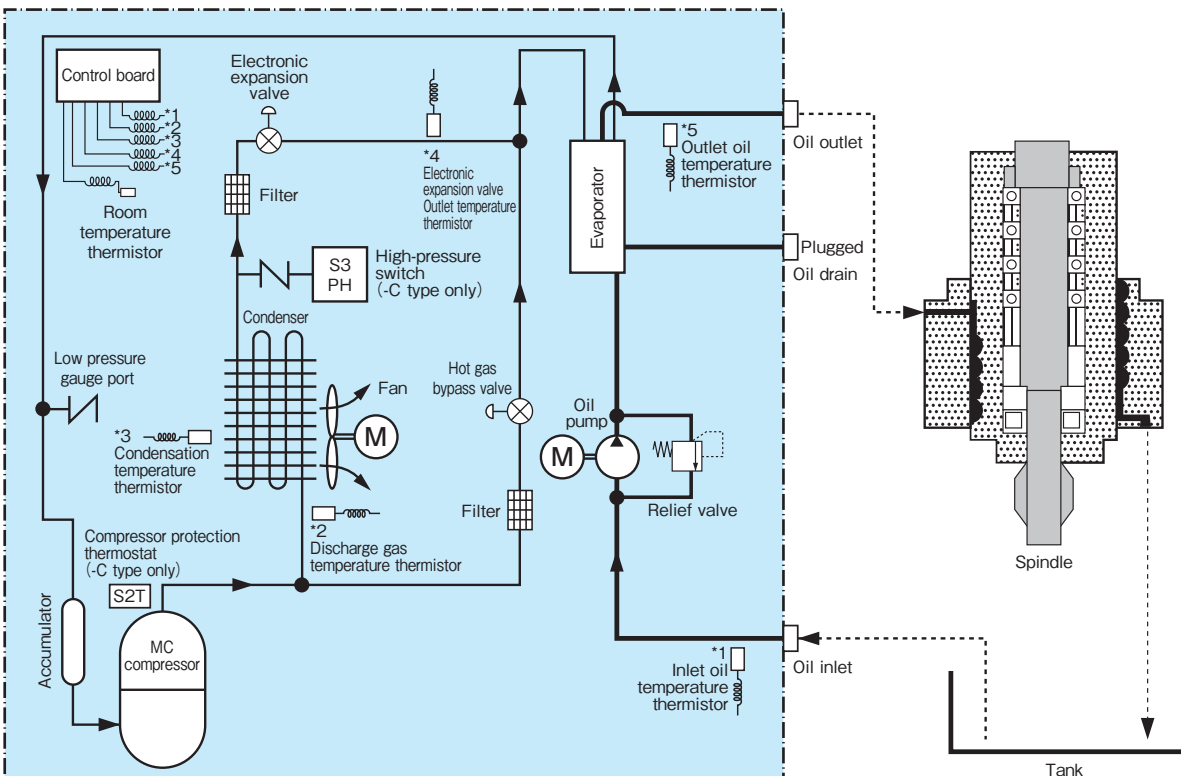 Control board
*1
*2
*3
*4
*5
Room
temperature
thermistor
Electronic
expansion
valve
Filter
*4
Electronic
expansion valve
Outlet temperature
thermistor
S3
PH
High-pressure
switch
(-C type only)
Condenser
Fan
M
Low pressure
gauge port
*3
Condensation
temperature
thermistor
Hot gas
bypass valve
Filter
*2
Discharge gas
temperature thermistor
Compressor protection
thermostat
(-C type only)
S2T
Accumulator
MC
compressor
Evaporator
*5
Outlet oil
temperature
thermistor
Oil outlet
Plugged
Oil drain
Oil
pump
M
Relief valve
*1
Inlet oil
temperature
thermistor
Oil inlet
Spindle
Tank